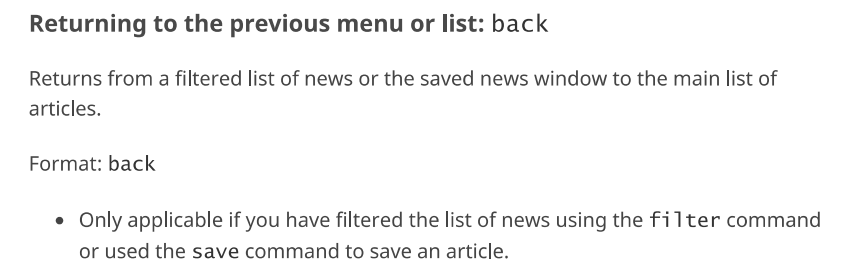 Returning to the previous menu or list: back
Returns from a filtered list of news or the saved news window to the main list of
articles.
Format: back
• Only applicable if you have filtered the list of news using the filter command
or used the save command to save an article.